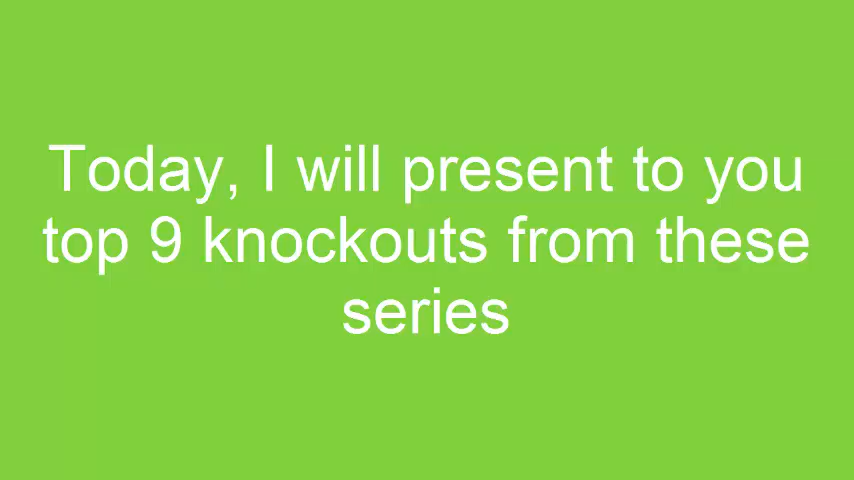 Today, I will present to you
top 9 knockouts from these
series